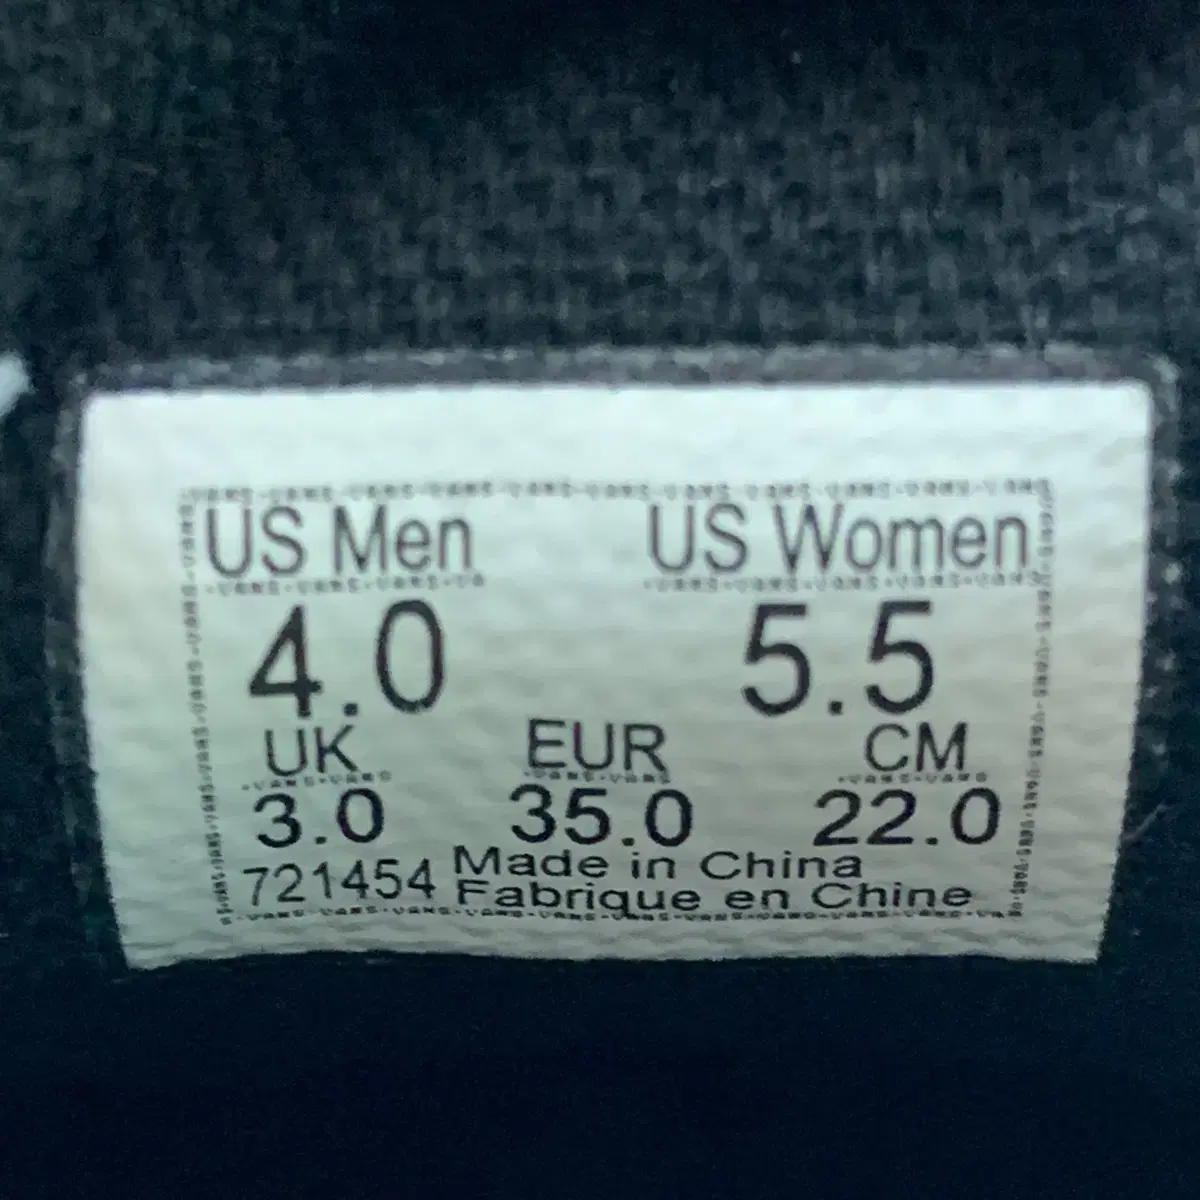 US Men US Women
4.0 5.5
UK EUR CM
3.0 35.0 22.0
721454 Made in China
Fabrique en Chine